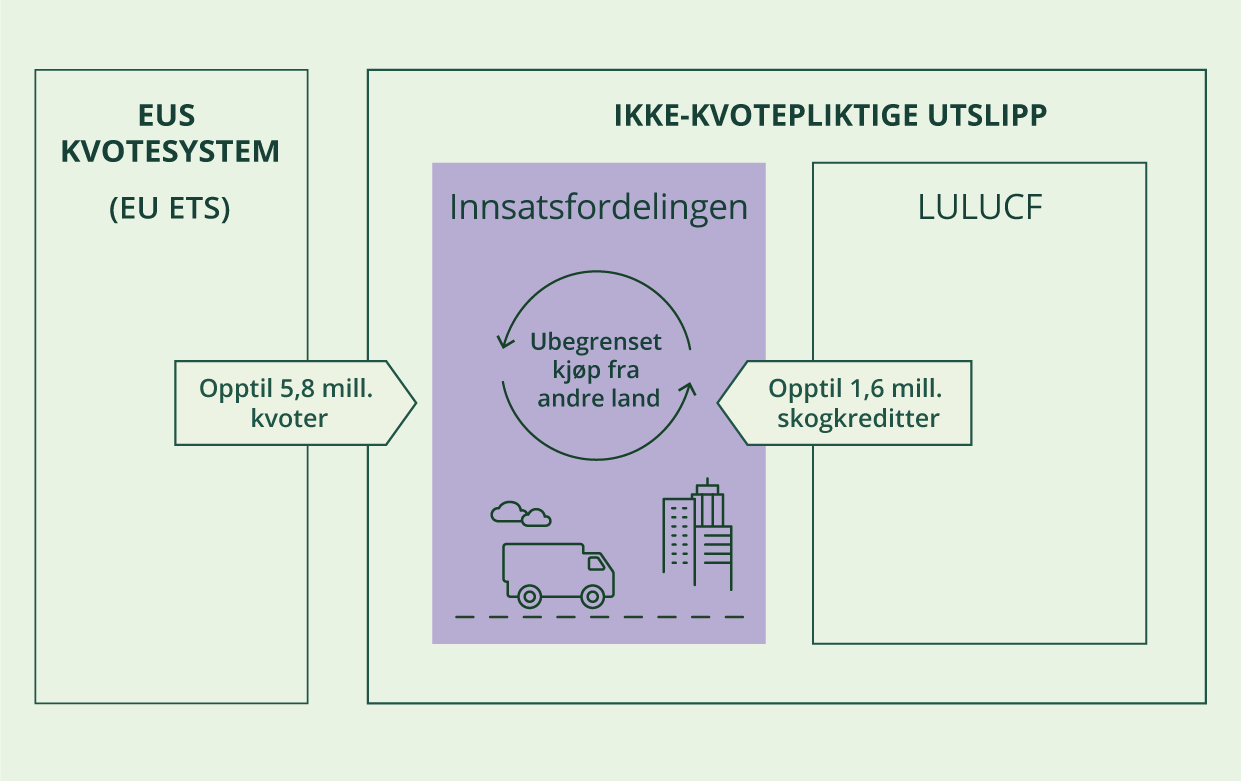 EUS
KVOTESYSTEM
(EU ETS)
IKKE-KVOTEPLIKTIGE UTSLIPP
Innsatsfordelingen
LULUCF
Ubegrenset
kjøp fra
andre land
Opptil 5,8 mill.
kvoter
Opptil 1,6 mill.
skogkreditter